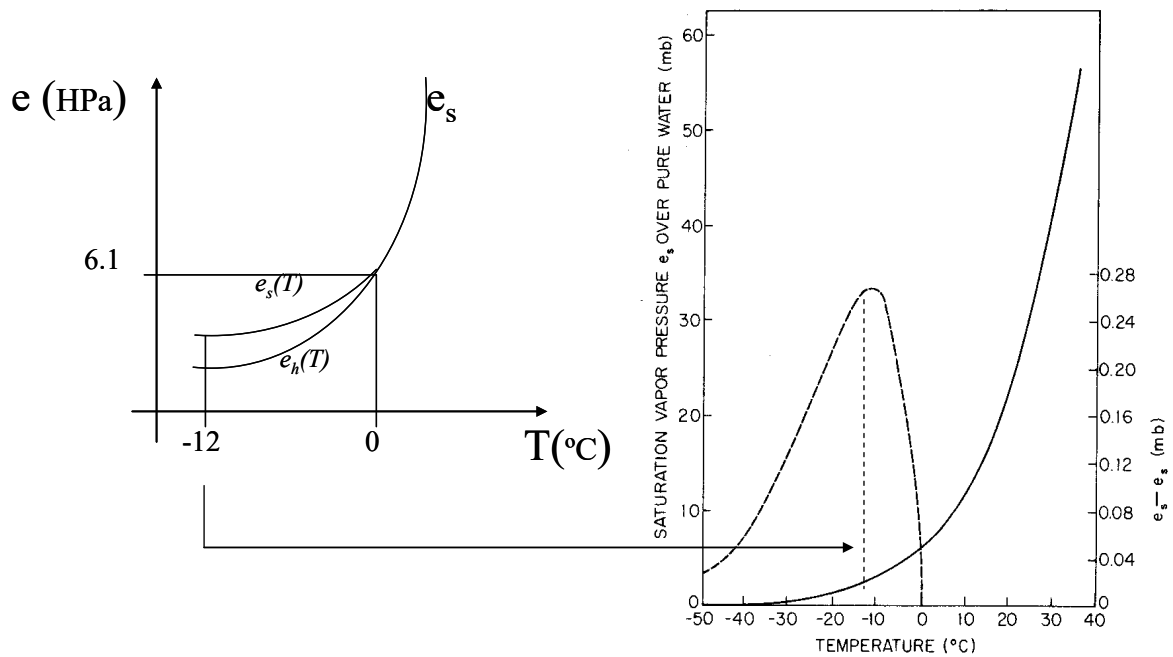 e (HPa)
e_s
6.1
e_s(T)
e_h(T)
-12
0
T(ºC)
SATURATION VAPOR PRESSURE e_s OVER PURE WATER (mb)
60
50
40
30
20
10
0
-50 -40 -30 -20 -10 0 10 20 30 40
TEMPERATURE (°C)
0.28
0.24
0.20
0.16
0.12
0.08
0.04
0
e_s — e_s (mb)